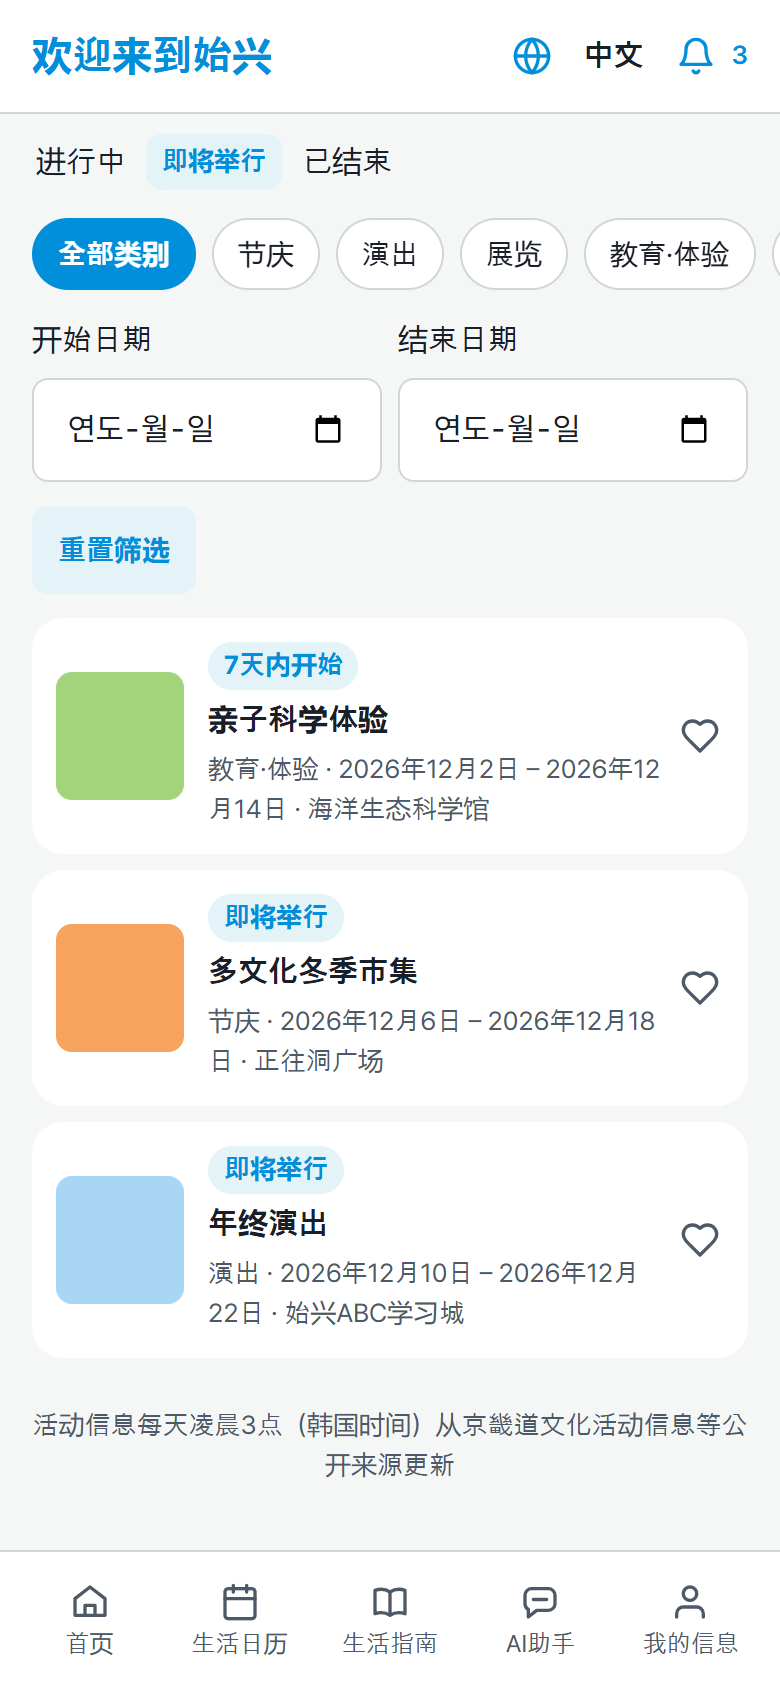 欢迎来到始兴
中文
3
进行中 即将举行 已结束
全部类别 节庆 演出 展览 教育·体验
开始日期 结束日期
연도-월-일 연도-월-일
重置筛选
7天内开始
亲子科学体验
教育·体验 · 2026年12月2日 – 2026年12
月14日 · 海洋生态科学馆
即将举行
多文化冬季市集
节庆 · 2026年12月6日 – 2026年12月18
日 · 正往洞广场
即将举行
年终演出
演出 · 2026年12月10日 – 2026年12月
22日 · 始兴ABC学习城
活动信息每天凌晨3点（韩国时间）从京畿道文化活动信息等公
开来源更新
首页 生活日历 生活指南 AI助手 我的信息